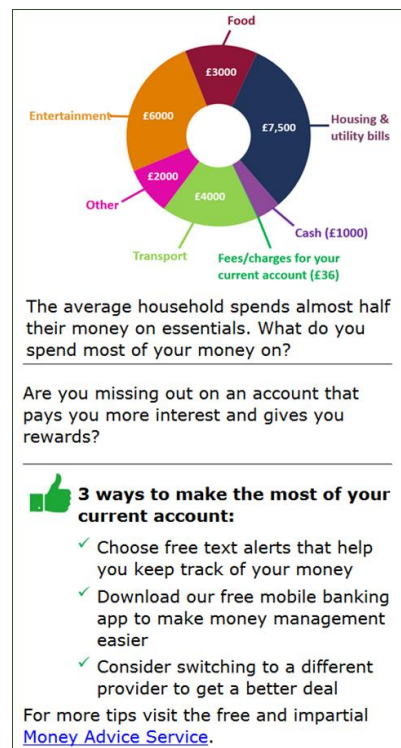 Food
£3000
Entertainment
£6000
£7,500
Housing &
utility bills
£2000
Other
£4000
Cash (£1000)
Transport
Fees/charges for your
current account (£36)
The average household spends almost half
their money on essentials. What do you
spend most of your money on?
Are you missing out on an account that
pays you more interest and gives you
rewards?
3 ways to make the most of your
current account:
✓ Choose free text alerts that help
you keep track of your money
✓ Download our free mobile banking
app to make money management
easier
✓ Consider switching to a different
provider to get a better deal
For more tips visit the free and impartial
Money Advice Service.